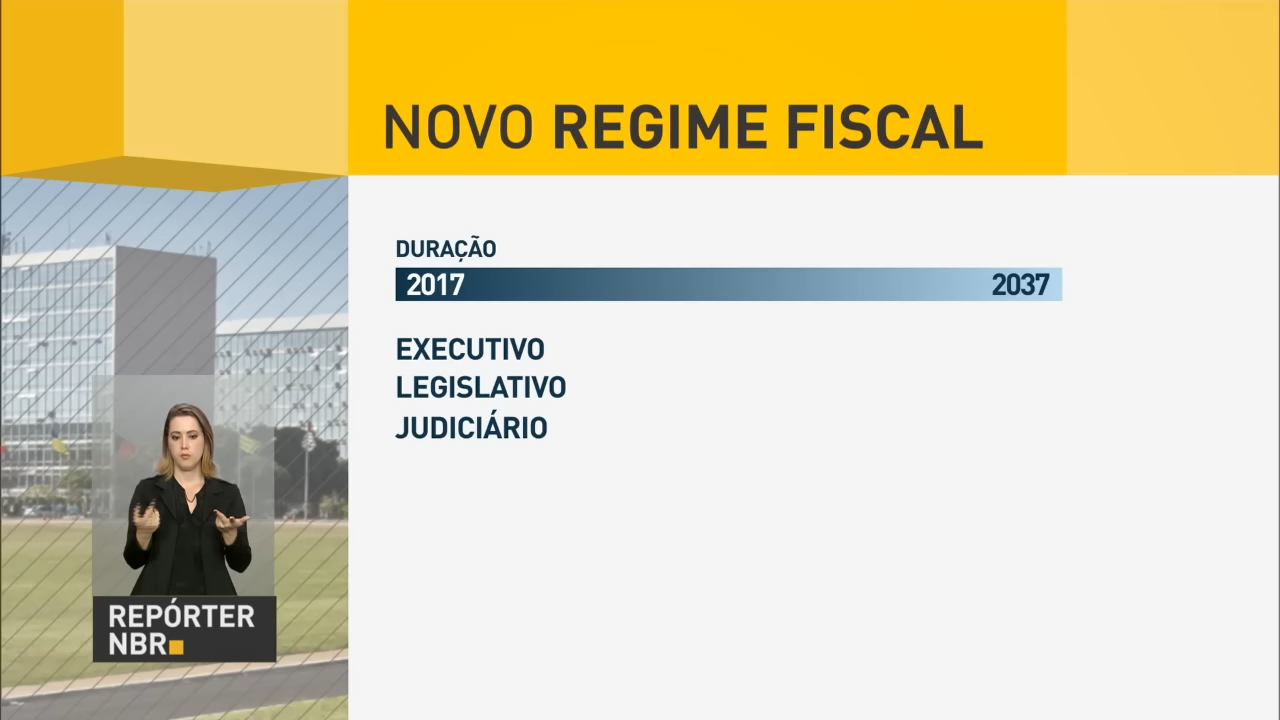 NOVO REGIME FISCAL
DURAÇÃO
2017 2037
EXECUTIVO
LEGISLATIVO
JUDICIÁRIO
REPÓRTER
NBR